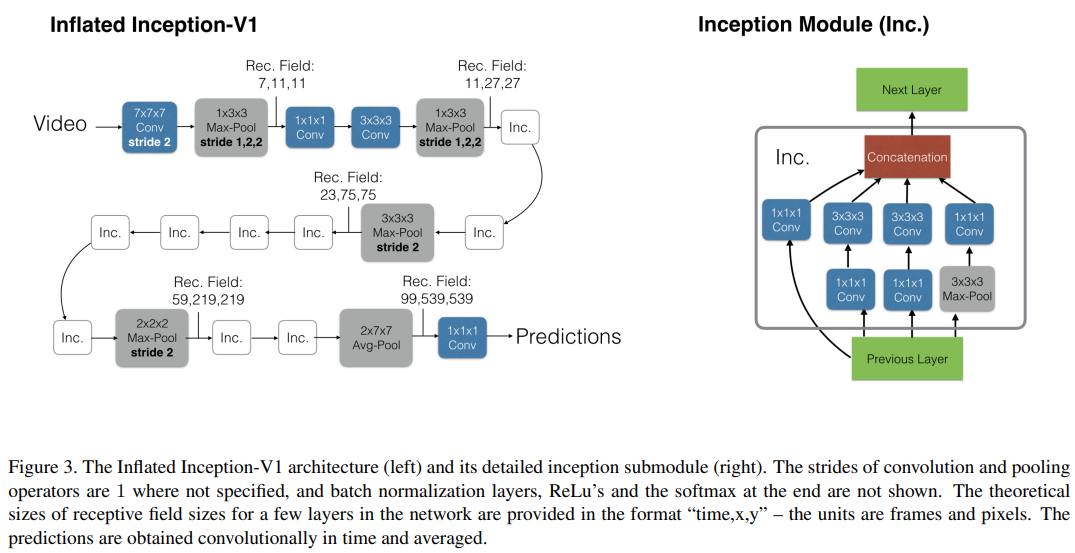 Inflated Inception-V1
Rec. Field:
7,11,11
Rec. Field:
11,27,27
Video
7x7x7
Conv
stride 2
1x3x3
Max-Pool
stride 1,2,2
1x1x1
Conv
3x3x3
Conv
1x3x3
Max-Pool
stride 1,2,2
Inc.
Rec. Field:
23,75,75
Inc.
Inc.
Inc.
Inc.
3x3x3
Max-Pool
stride 2
Inc.
Rec. Field:
59,219,219
Rec. Field:
99,539,539
Inc.
2x2x2
Max-Pool
stride 2
Inc.
Inc.
2x7x7
Avg-Pool
1x1x1
Conv
Predictions
Inception Module (Inc.)
Next Layer
Inc.
Concatenation
1x1x1
Conv
3x3x3
Conv
3x3x3
Conv
1x1x1
Conv
1x1x1
Conv
1x1x1
Conv
3x3x3
Max-Pool
Previous Layer
Figure 3. The Inflated Inception-V1 architecture (left) and its detailed inception submodule (right). The strides of convolution and pooling
operators are 1 where not specified, and batch normalization layers, ReLu's and the softmax at the end are not shown. The theoretical
sizes of receptive field sizes for a few layers in the network are provided in the format “time,x,y” – the units are frames and pixels. The
predictions are obtained convolutionally in time and averaged.